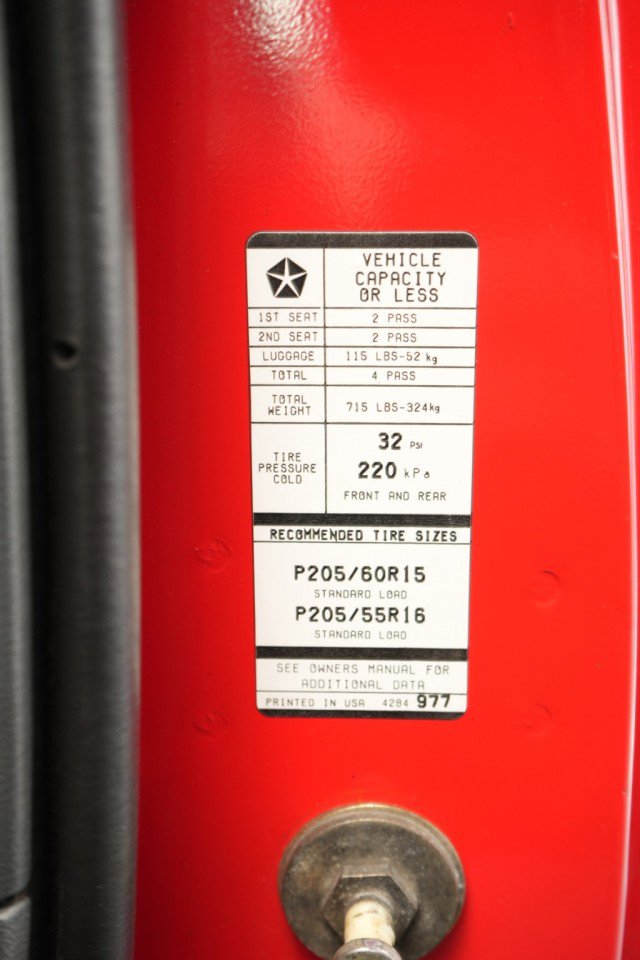 VEHICLE
CAPACITY
OR LESS
1ST SEAT 2 PASS
2ND SEAT 2 PASS
LUGGAGE 115 LBS-52 kg
TOTAL 4 PASS
TOTAL
WEIGHT 715 LBS-324kg
TIRE
PRESSURE
COLD
32 PSI
220 kPa
FRONT AND REAR
RECOMMENDED TIRE SIZES
P205/60R15
STANDARD LOAD
P205/55R16
STANDARD LOAD
SEE OWNERS MANUAL FOR
ADDITIONAL DATA
PRINTED IN USA 4284 977